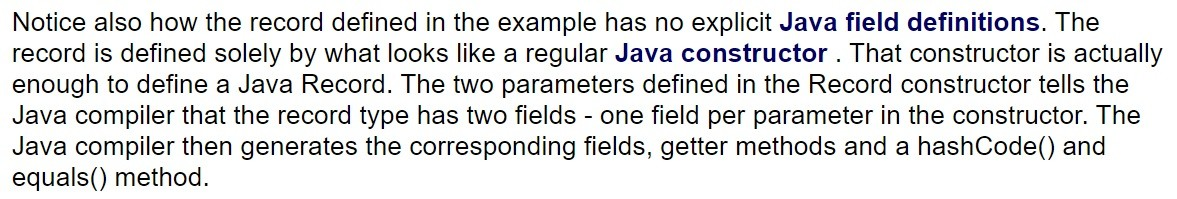 Notice also how the record defined in the example has no explicit Java field definitions. The
record is defined solely by what looks like a regular Java constructor . That constructor is actually
enough to define a Java Record. The two parameters defined in the Record constructor tells the
Java compiler that the record type has two fields - one field per parameter in the constructor. The
Java compiler then generates the corresponding fields, getter methods and a hashCode() and
equals() method.